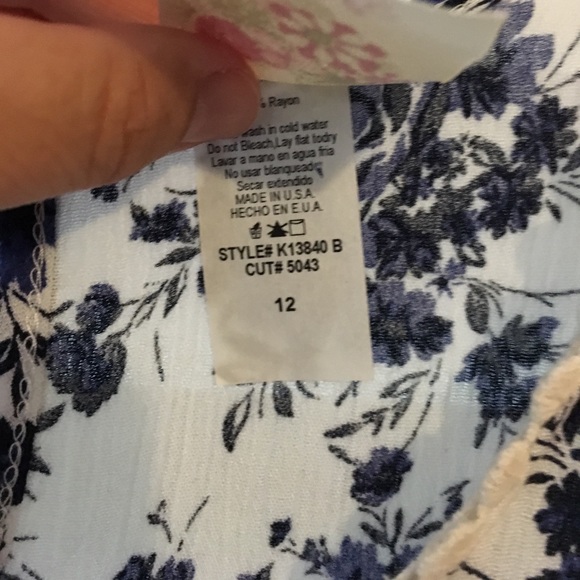 % Rayon
wash in cold water
Do not Bleach,Lay flat todry
Lavar a mano en agua fria
No usar blanqueador
Secar extendido
MADE IN U.S.A.
HECHO EN E.U.A.
STYLE# K13840 B
CUT# 5043
12